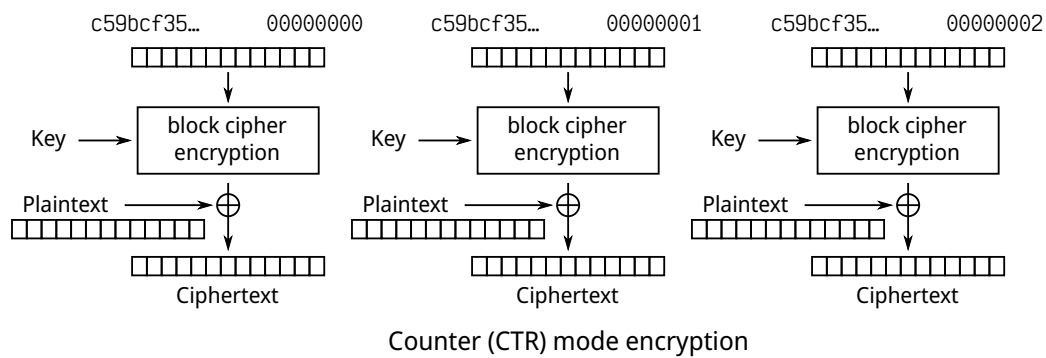 c59bcf35… 00000000 c59bcf35… 00000001 c59bcf35… 00000002
block cipher
encryption
block cipher
encryption
block cipher
encryption
Key
Key
Key
Plaintext
Plaintext
Plaintext
Ciphertext
Ciphertext
Ciphertext
Counter (CTR) mode encryption